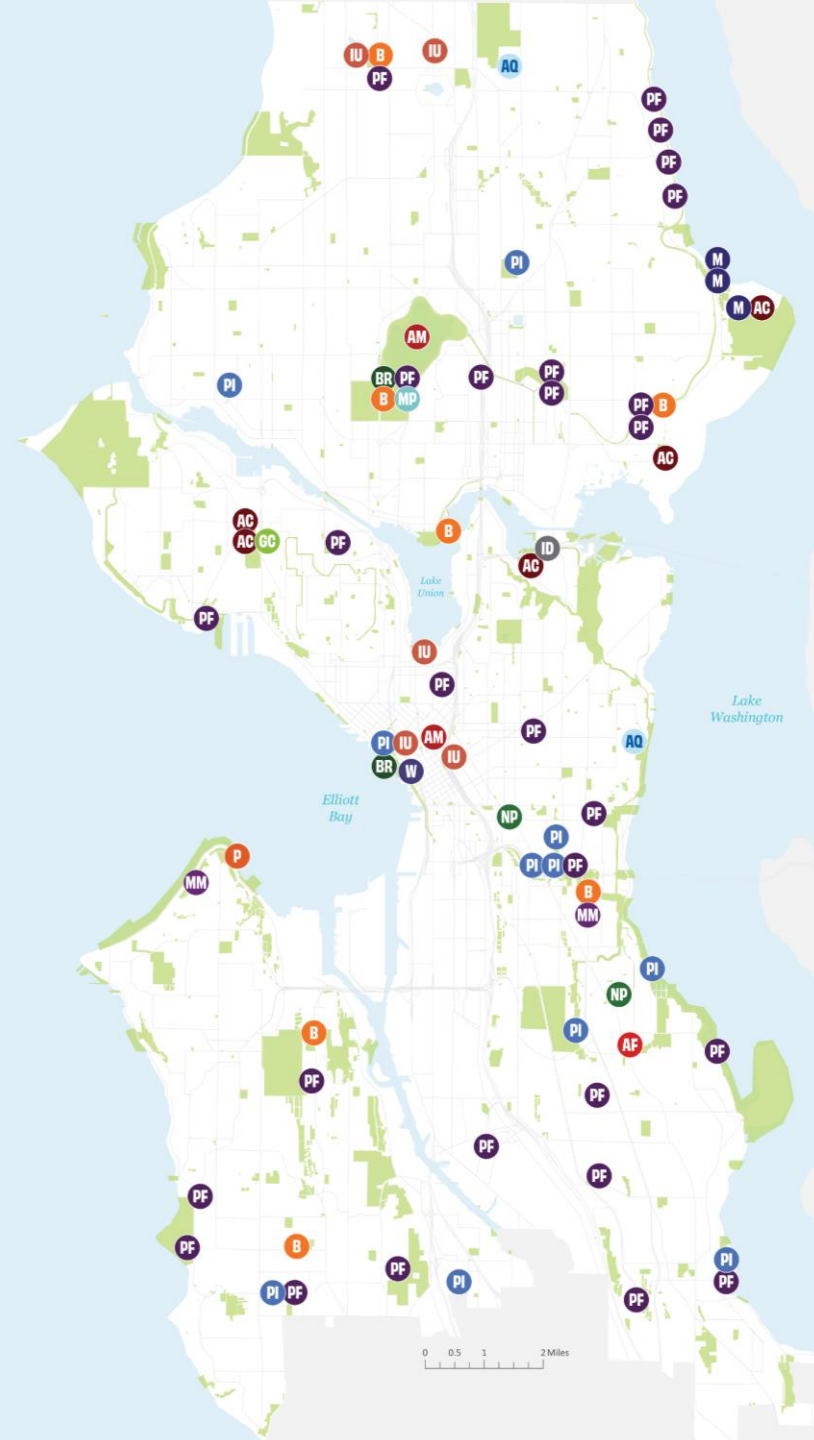 IU B IU
PF
AQ
PF
PF
PF
PF
M
PI
M
M AC
AM
BR PF PF PF
PI
PF
B MP
PF B
PF
AC
AC
B
AC GC PF
ID
AC
Lake
Union
PF
IU
PF
Lake
Washington
PF
PI IU AM AQ
IU
BR W
Elliott
Bay
NP PF
PI
P
PI PI PF
MM
B
MM
PI
NP
PI
B
AF
PF
PF
PF
PF
PF
PF
B
PF
PI
PF
PI
PF
PI PF
PF
0 0.5 1 2 Miles